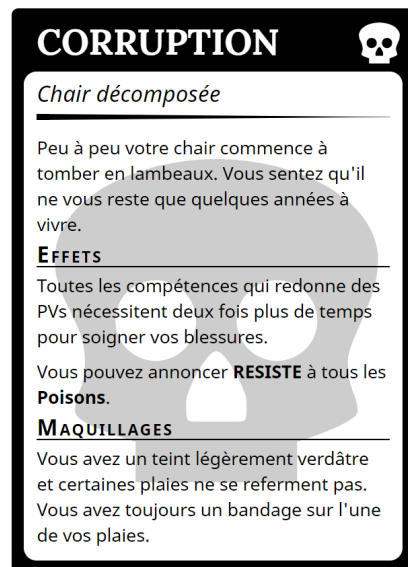 CORRUPTION
Chair décomposée
Peu à peu votre chair commence à
tomber en lambeaux. Vous sentez qu'il
ne vous reste que quelques années à
vivre.
EFFETS
Toutes les compétences qui redonne des
PVs nécessitent deux fois plus de temps
pour soigner vos blessures.
Vous pouvez annoncer RESISTE à tous les
Poisons.
MAQUILLAGES
Vous avez un teint légèrement verdâtre
et certaines plaies ne se referment pas.
Vous avez toujours un bandage sur l'une
de vos plaies.